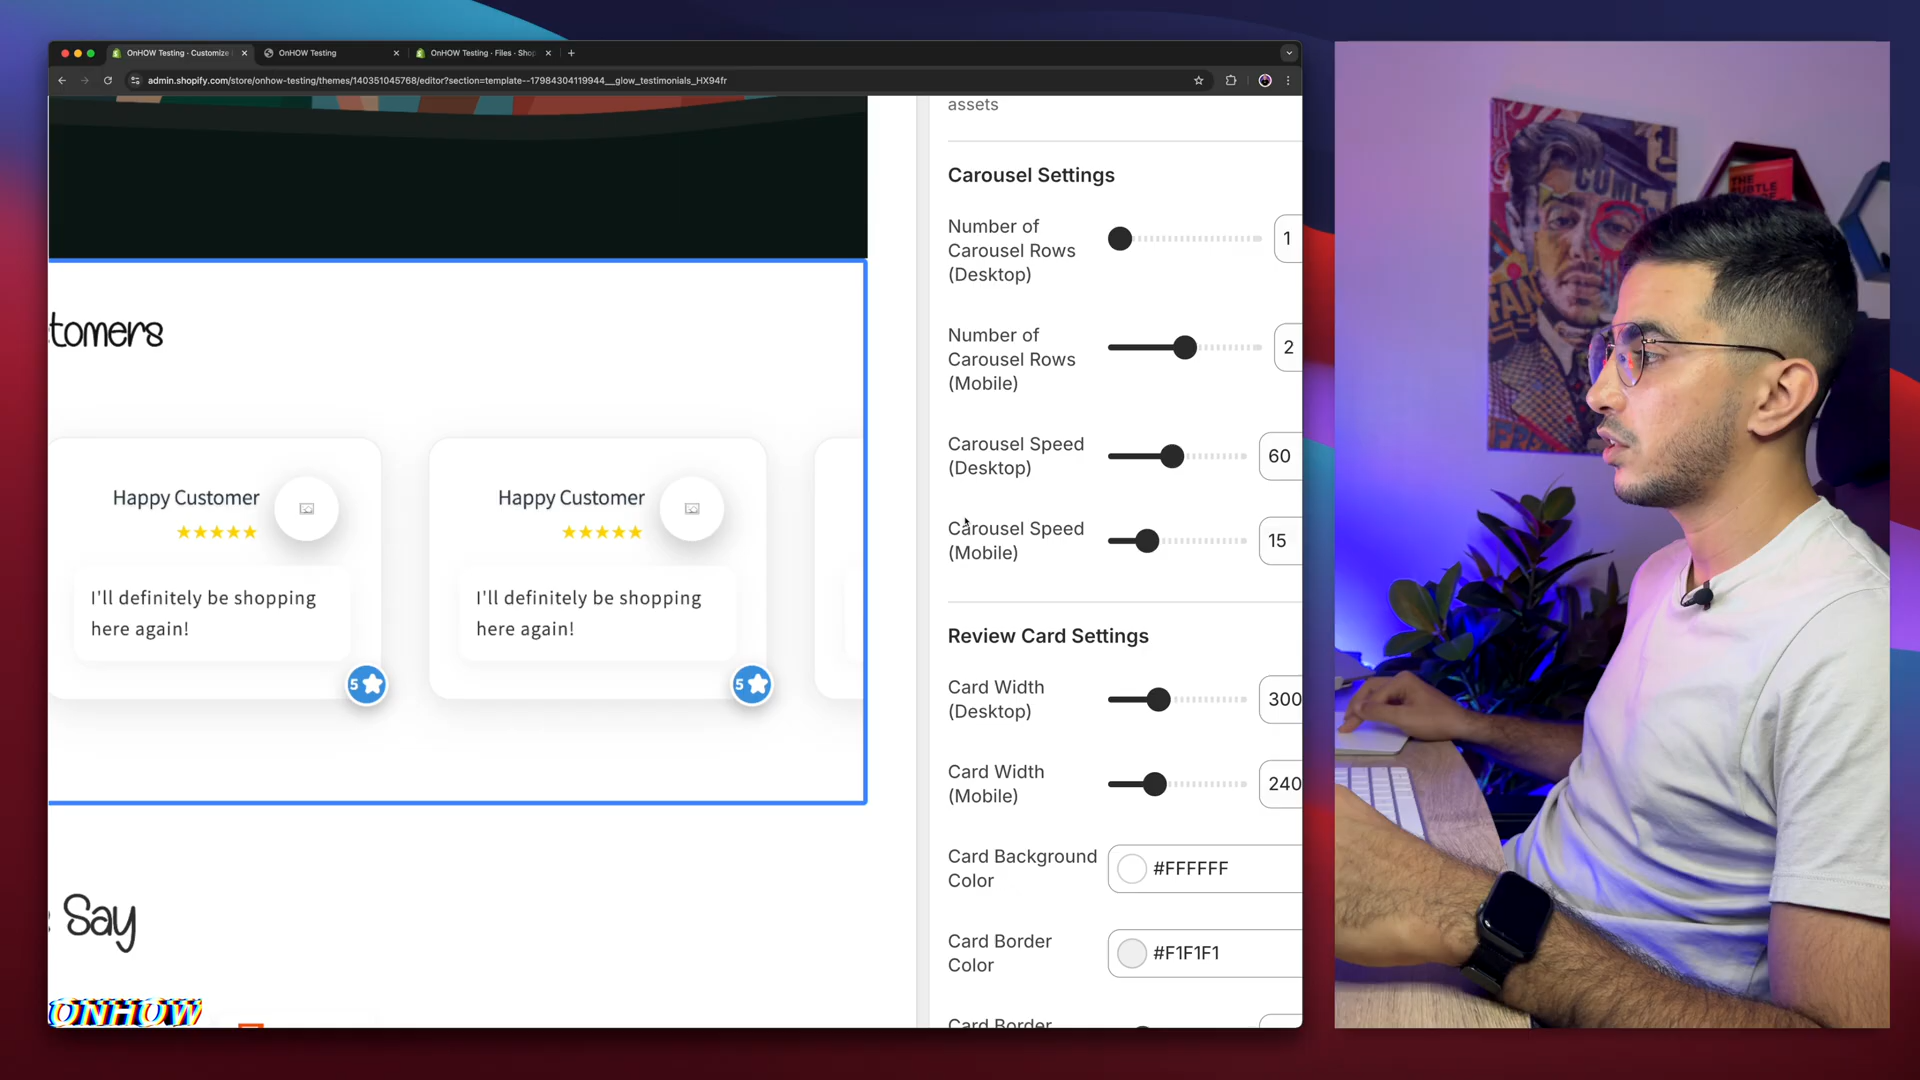 OnHOW Testing · Customize
OnHOW Testing
OnHOW Testing · Files · Shop
admin.shopify.com/store/onhow-testing/themes/140351045768/editor?section=template--17984304119944__glow_testimonials_HX94fr
tomers
Happy Customer
I'll definitely be shopping
here again!
5
Happy Customer
I'll definitely be shopping
here again!
5
Say
ONHOW
assets
Carousel Settings
Number of
Carousel Rows
(Desktop)
1
Number of
Carousel Rows
(Mobile)
2
Carousel Speed
(Desktop)
60
Carousel Speed
(Mobile)
15
Review Card Settings
Card Width
(Desktop)
300
Card Width
(Mobile)
240
Card Background
Color
#FFFFFF
Card Border
Color
#F1F1F1
Card Border
COME
FAN
THE
SUBTLE